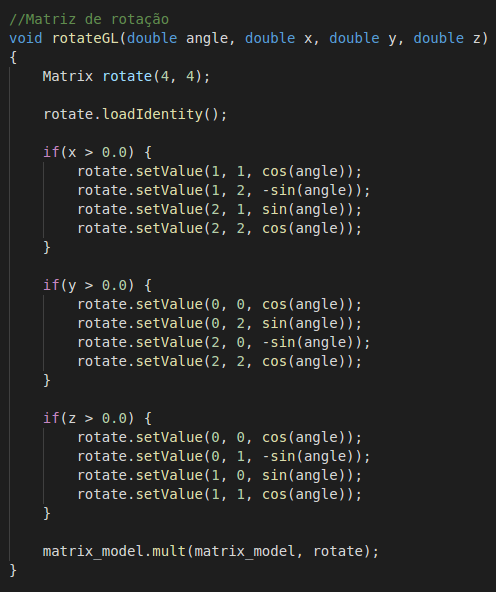 //Matriz de rotação
void rotateGL(double angle, double x, double y, double z)
{
    Matrix rotate(4, 4);

    rotate.loadIdentity();

    if(x > 0.0) {
        rotate.setValue(1, 1, cos(angle));
        rotate.setValue(1, 2, -sin(angle));
        rotate.setValue(2, 1, sin(angle));
        rotate.setValue(2, 2, cos(angle));
    }

    if(y > 0.0) {
        rotate.setValue(0, 0, cos(angle));
        rotate.setValue(0, 2, sin(angle));
        rotate.setValue(2, 0, -sin(angle));
        rotate.setValue(2, 2, cos(angle));
    }

    if(z > 0.0) {
        rotate.setValue(0, 0, cos(angle));
        rotate.setValue(0, 1, -sin(angle));
        rotate.setValue(1, 0, sin(angle));
        rotate.setValue(1, 1, cos(angle));
    }

    matrix_model.mult(matrix_model, rotate);
}